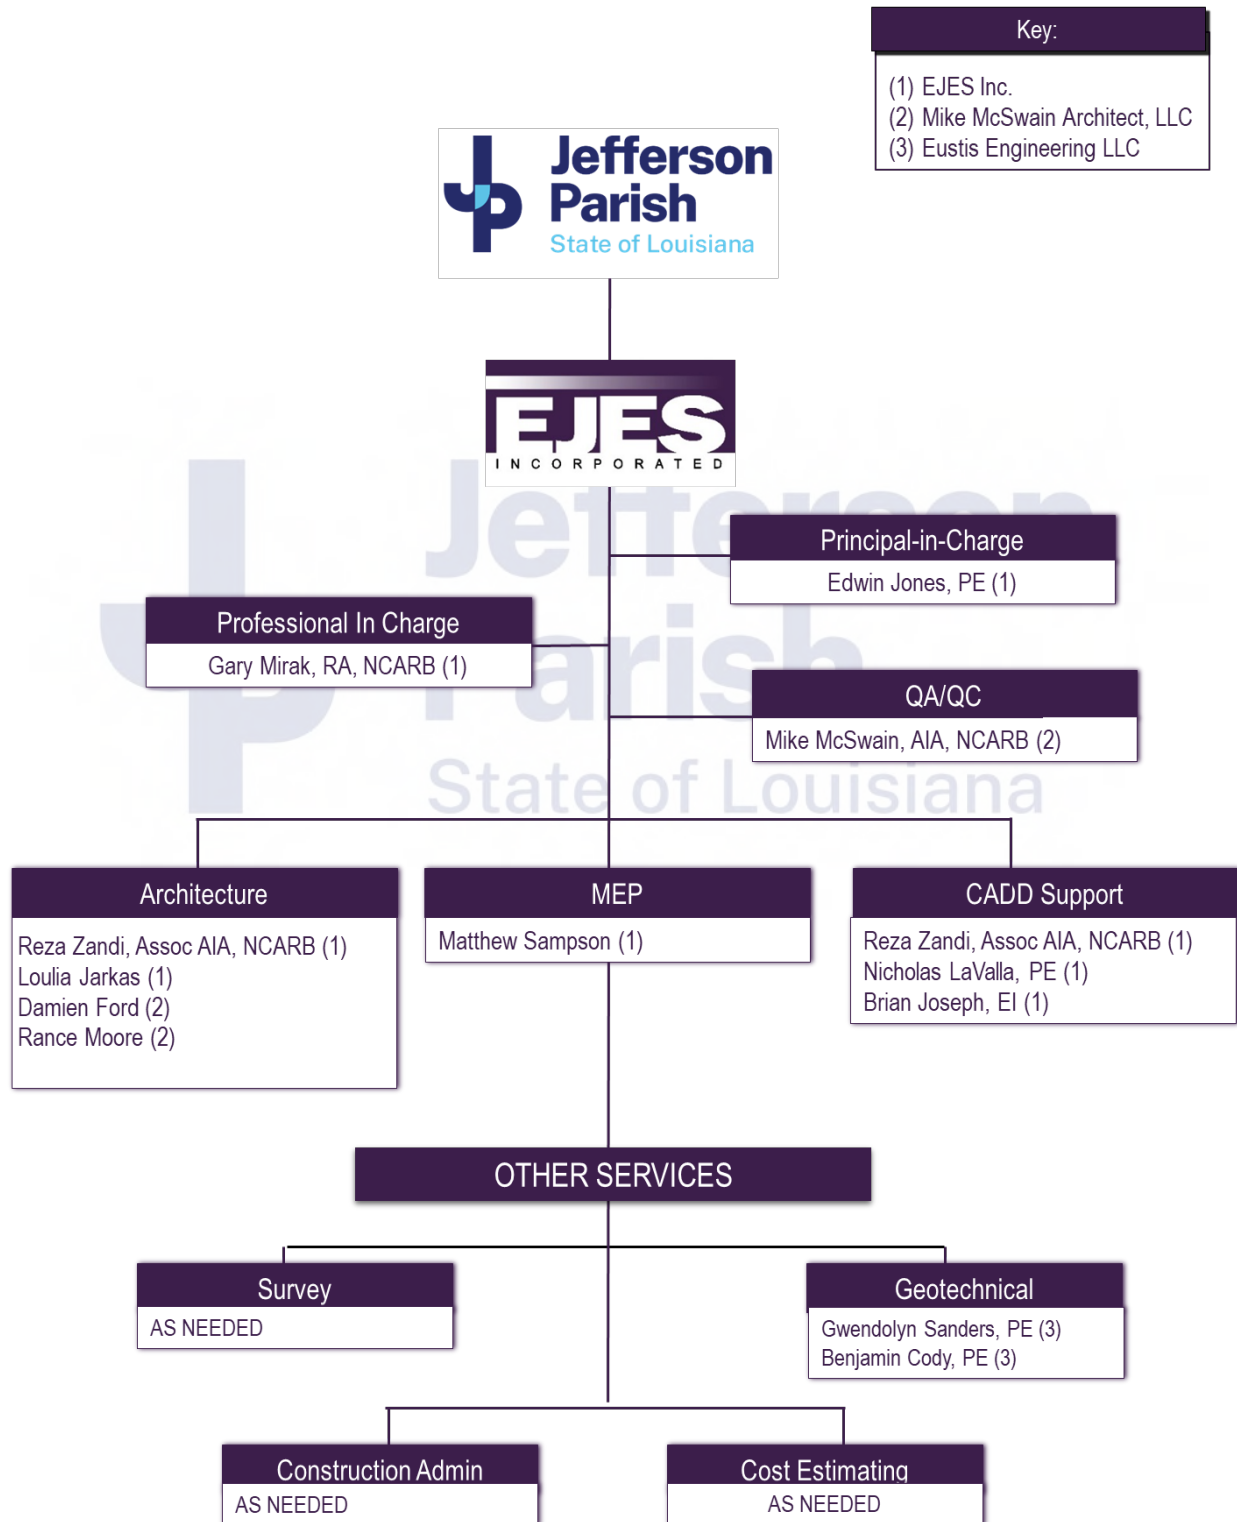 Key:
(1) EJES Inc.
(2) Mike McSwain Architect, LLC
(3) Eustis Engineering LLC
Jefferson
Parish
State of Louisiana
EJES
INCORPORATED
Jefferson
Parish
State of Louisiana
Principal-in-Charge
Edwin Jones, PE (1)
Professional In Charge
Gary Mirak, RA, NCARB (1)
QA/QC
Mike McSwain, AIA, NCARB (2)
Architecture
Reza Zandi, Assoc AIA, NCARB (1)
Loulia Jarkas (1)
Damien Ford (2)
Rance Moore (2)
MEP
Matthew Sampson (1)
CADD Support
Reza Zandi, Assoc AIA, NCARB (1)
Nicholas LaValla, PE (1)
Brian Joseph, EI (1)
OTHER SERVICES
Survey
AS NEEDED
Geotechnical
Gwendolyn Sanders, PE (3)
Benjamin Cody, PE (3)
Construction Admin
AS NEEDED
Cost Estimating
AS NEEDED